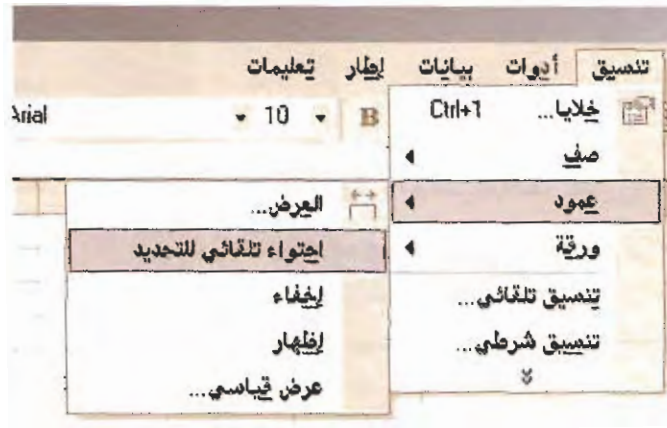 تنسيق أدوات بيانات إطار تعليمات
Arial 10 B
خلايا... Ctrl+1
صف
عمود
ورقة
تنسيق تلقائي...
تنسيق شرطي...
العرض...
احتواء تلقائي للتحديد
إخفاء
إظهار
عرض قياسي...